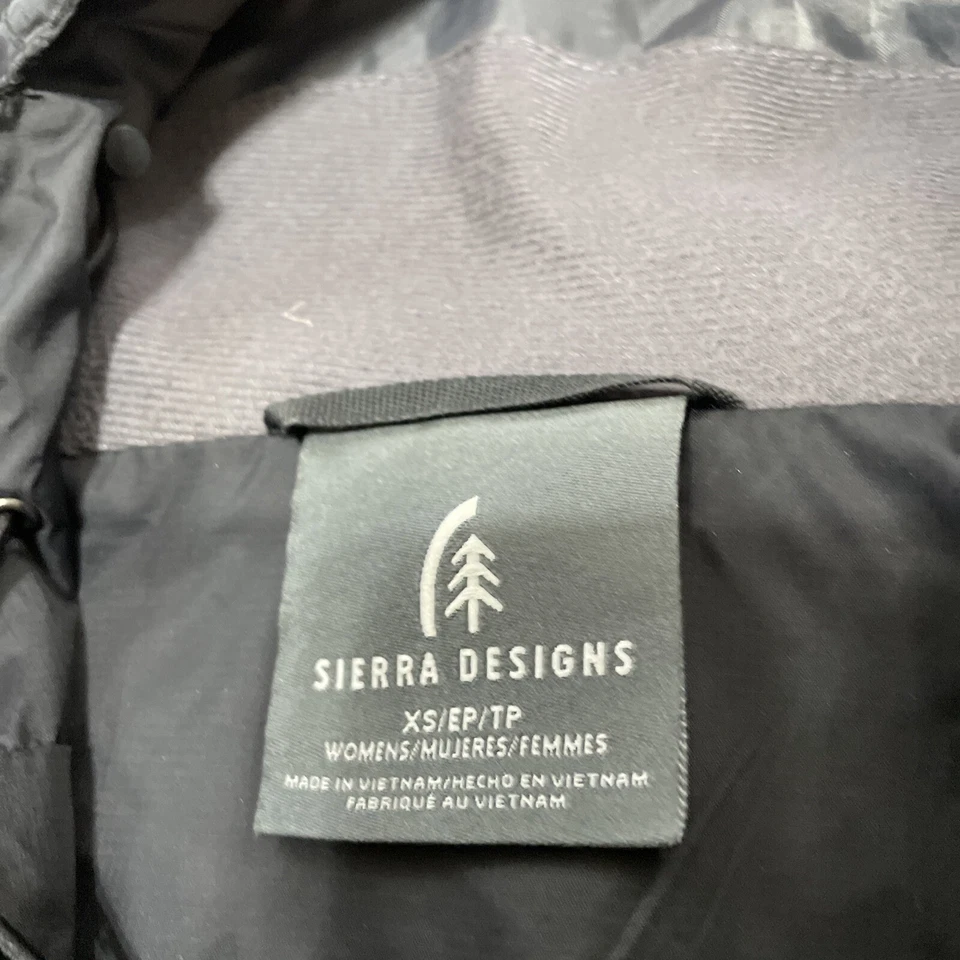 SIERRA DESIGNS
XS/EP/TP
WOMENS/MUJERES/FEMMES
MADE IN VIETNAM/HECHO EN VIETNAM
FABRIQUÉ AU VIETNAM